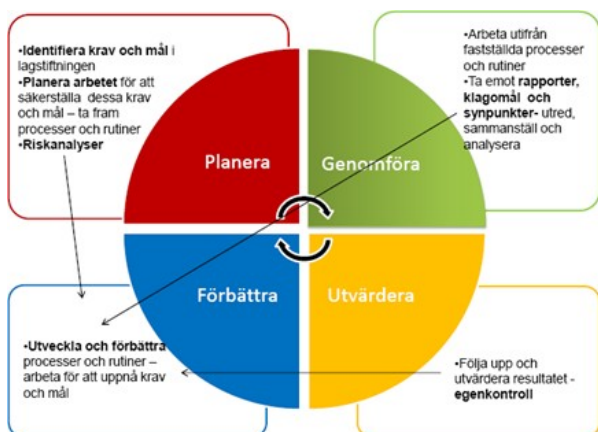 •Identifiera krav och mål i
lagstiftningen
•Planera arbetet för att
säkerställa dessa krav
och mål – ta fram
processer och rutiner
•Riskanalyser
•Arbeta utifrån
fastställda processer
och rutiner
•Ta emot rapporter,
klagomål och
synpunkter- utred,
sammanställ och
analysera
Planera
Genomföra
Förbättra
Utvärdera
•Utveckla och förbättra
processer och rutiner –
arbeta för att uppnå krav
och mål
•Följa upp och
utvärdera resultatet -
egenkontroll